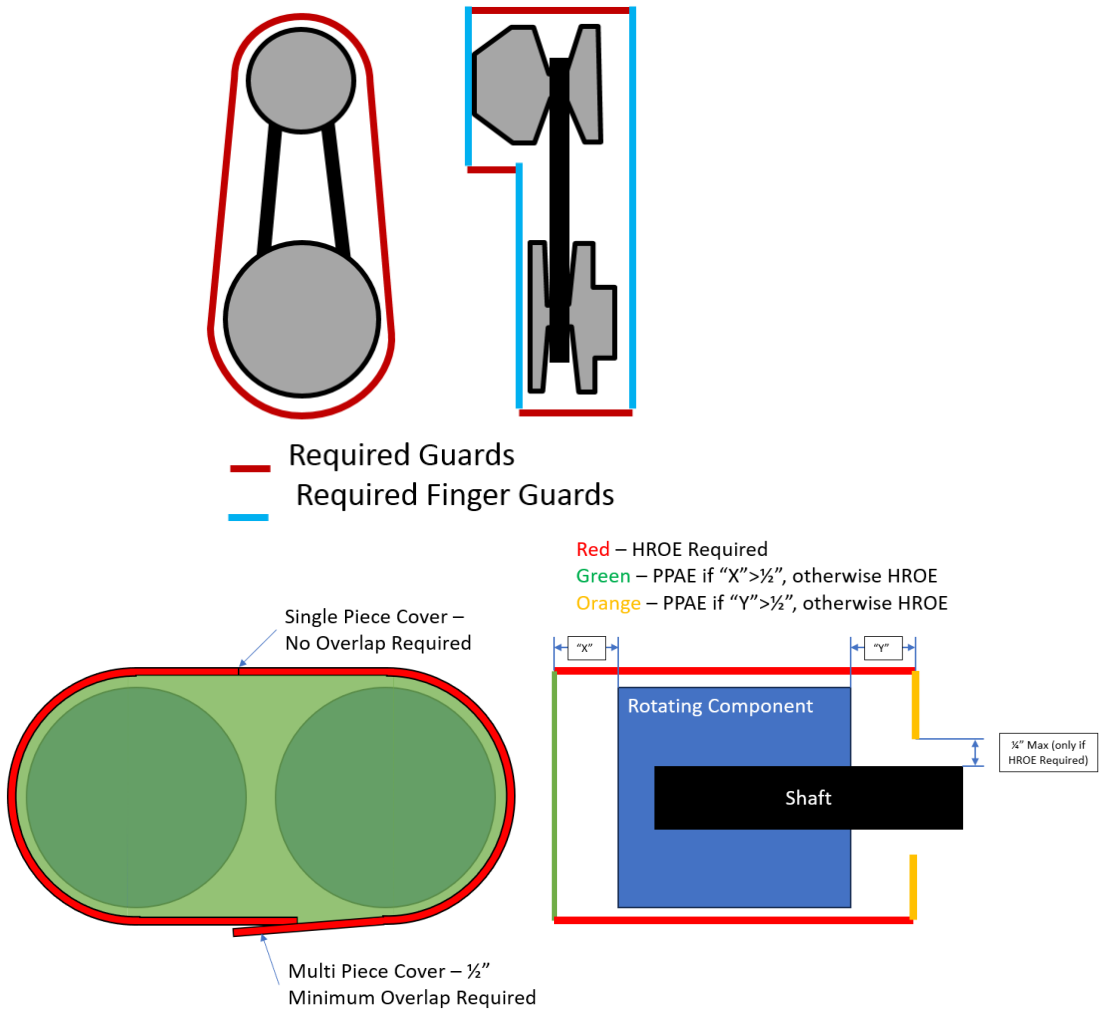 Required Guards
Required Finger Guards
Red – HROE Required
Green – PPAE if “X”>½”, otherwise HROE
Orange – PPAE if “Y”>½”, otherwise HROE
Single Piece Cover –
No Overlap Required
“X”
“Y”
Rotating Component
¼” Max (only if
HROE Required)
Shaft
Multi Piece Cover – ½”
Minimum Overlap Required